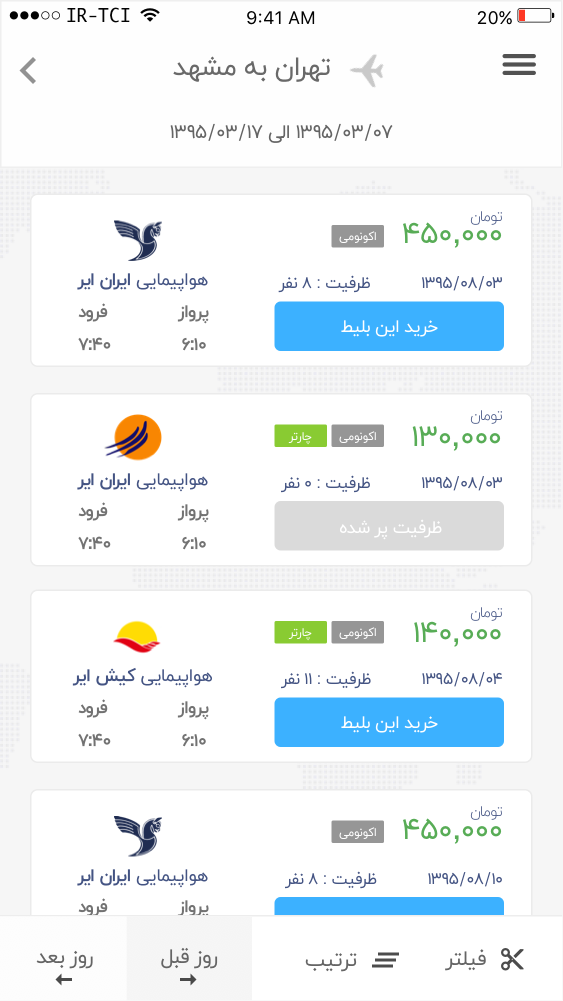 IR-TCI 9:41 AM 20%
تهران به مشهد
۱۳۹۵/۰۳/۰۷ الی ۱۳۹۵/۰۳/۱۷
تومان
۴۵۰,۰۰۰ اکونومی
هواپیمایی ایران ایر
۱۳۹۵/۰۸/۰۳ ظرفیت : ۸ نفر
پرواز فرود
خرید این بلیط
۶:۱۰ ۷:۴۰
تومان
۱۳۰,۰۰۰ اکونومی چارتر
هواپیمایی ایران ایر
۱۳۹۵/۰۸/۰۳ ظرفیت : ۰ نفر
پرواز فرود
ظرفیت پر شده
۶:۱۰ ۷:۴۰
تومان
۱۴۰,۰۰۰ اکونومی چارتر
هواپیمایی کیش ایر
۱۳۹۵/۰۸/۰۴ ظرفیت : ۱۱ نفر
پرواز فرود
خرید این بلیط
۶:۱۰ ۷:۴۰
تومان
۴۵۰,۰۰۰ اکونومی
هواپیمایی ایران ایر
۱۳۹۵/۰۸/۱۰ ظرفیت : ۸ نفر
پرواز فرود
فیلتر ترتیب روز قبل روز بعد